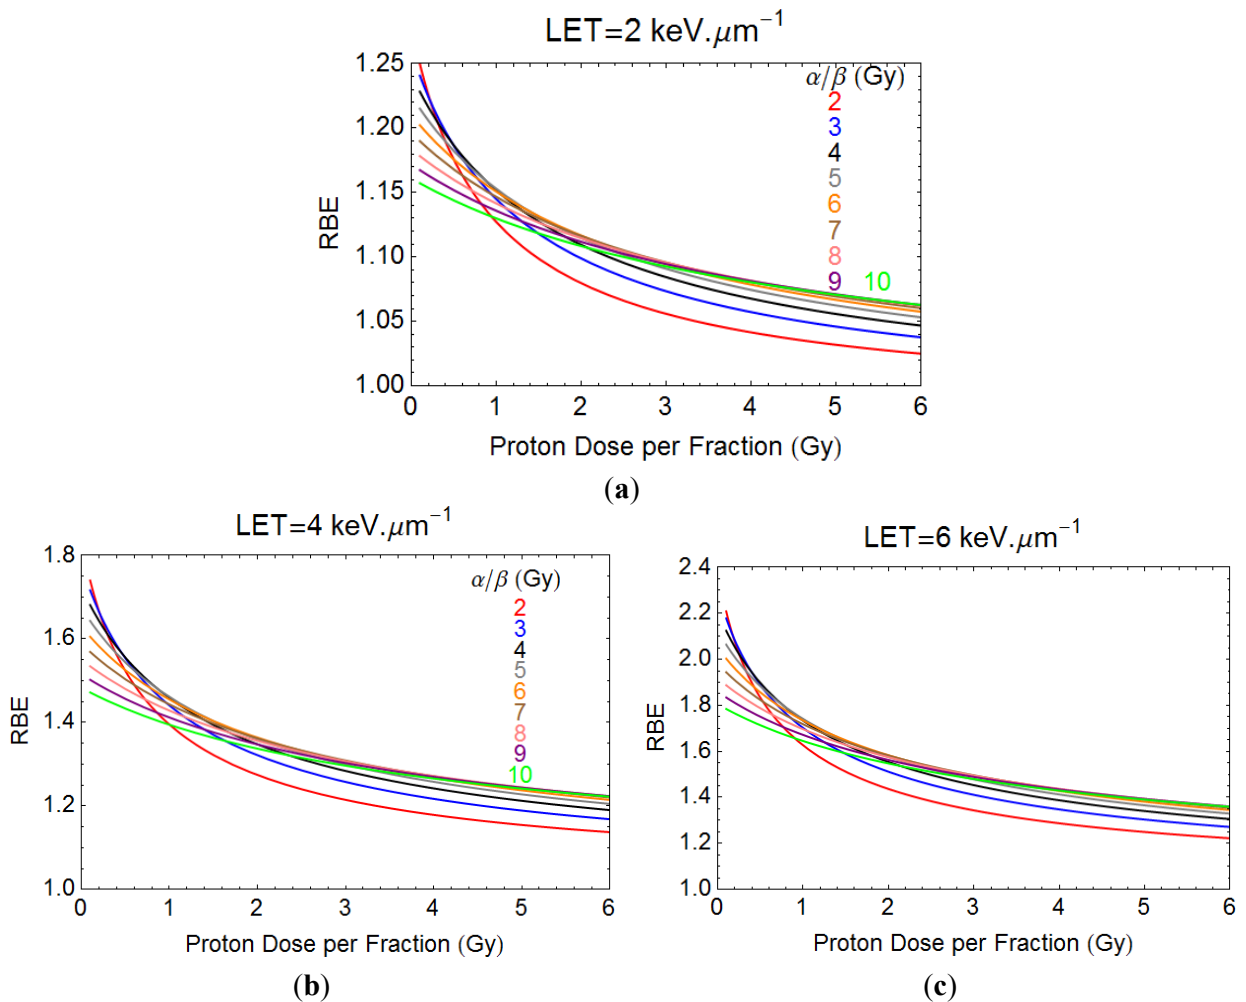 LET=2 keV.μm⁻¹
1.25
1.20
1.15
1.10
1.05
1.00
RBE
α/β (Gy)
2
3
4
5
6
7
8
9 10
0 1 2 3 4 5 6
Proton Dose per Fraction (Gy)
(a)
LET=4 keV.μm⁻¹
1.8
1.6
1.4
1.2
1.0
RBE
α/β (Gy)
2
3
4
5
6
7
8
9
10
0 1 2 3 4 5 6
Proton Dose per Fraction (Gy)
(b)
LET=6 keV.μm⁻¹
2.4
2.2
2.0
1.8
1.6
1.4
1.2
1.0
RBE
0 1 2 3 4 5 6
Proton Dose per Fraction (Gy)
(c)